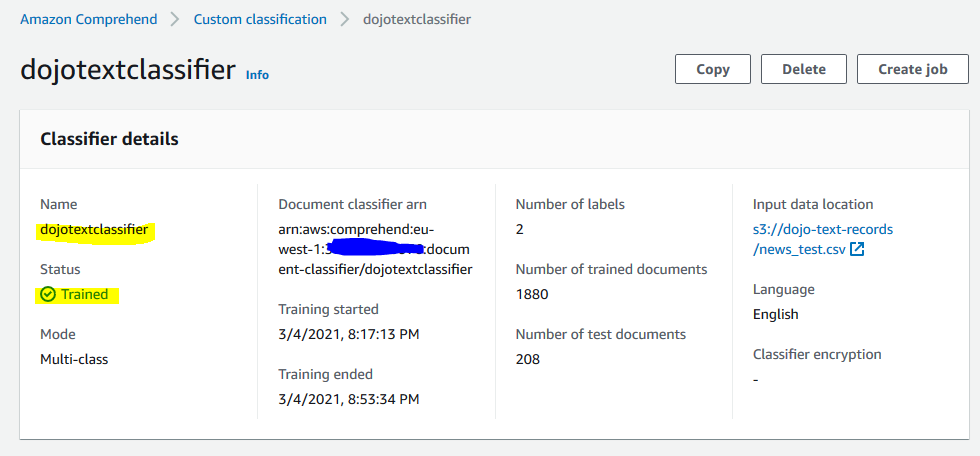 Amazon Comprehend > Custom classification > dojotextclassifier
dojotextclassifier Info
Copy
Delete
Create job
Classifier details
Name
dojotextclassifier
Status
Trained
Mode
Multi-class
Document classifier arn
arn:aws:comprehend:eu-
west-1: :docum
ent-classifier/dojotextclassifier
Training started
3/4/2021, 8:17:13 PM
Training ended
3/4/2021, 8:53:34 PM
Number of labels
2
Number of trained documents
1880
Number of test documents
208
Input data location
s3://dojo-text-records
/news_test.csv
Language
English
Classifier encryption
-